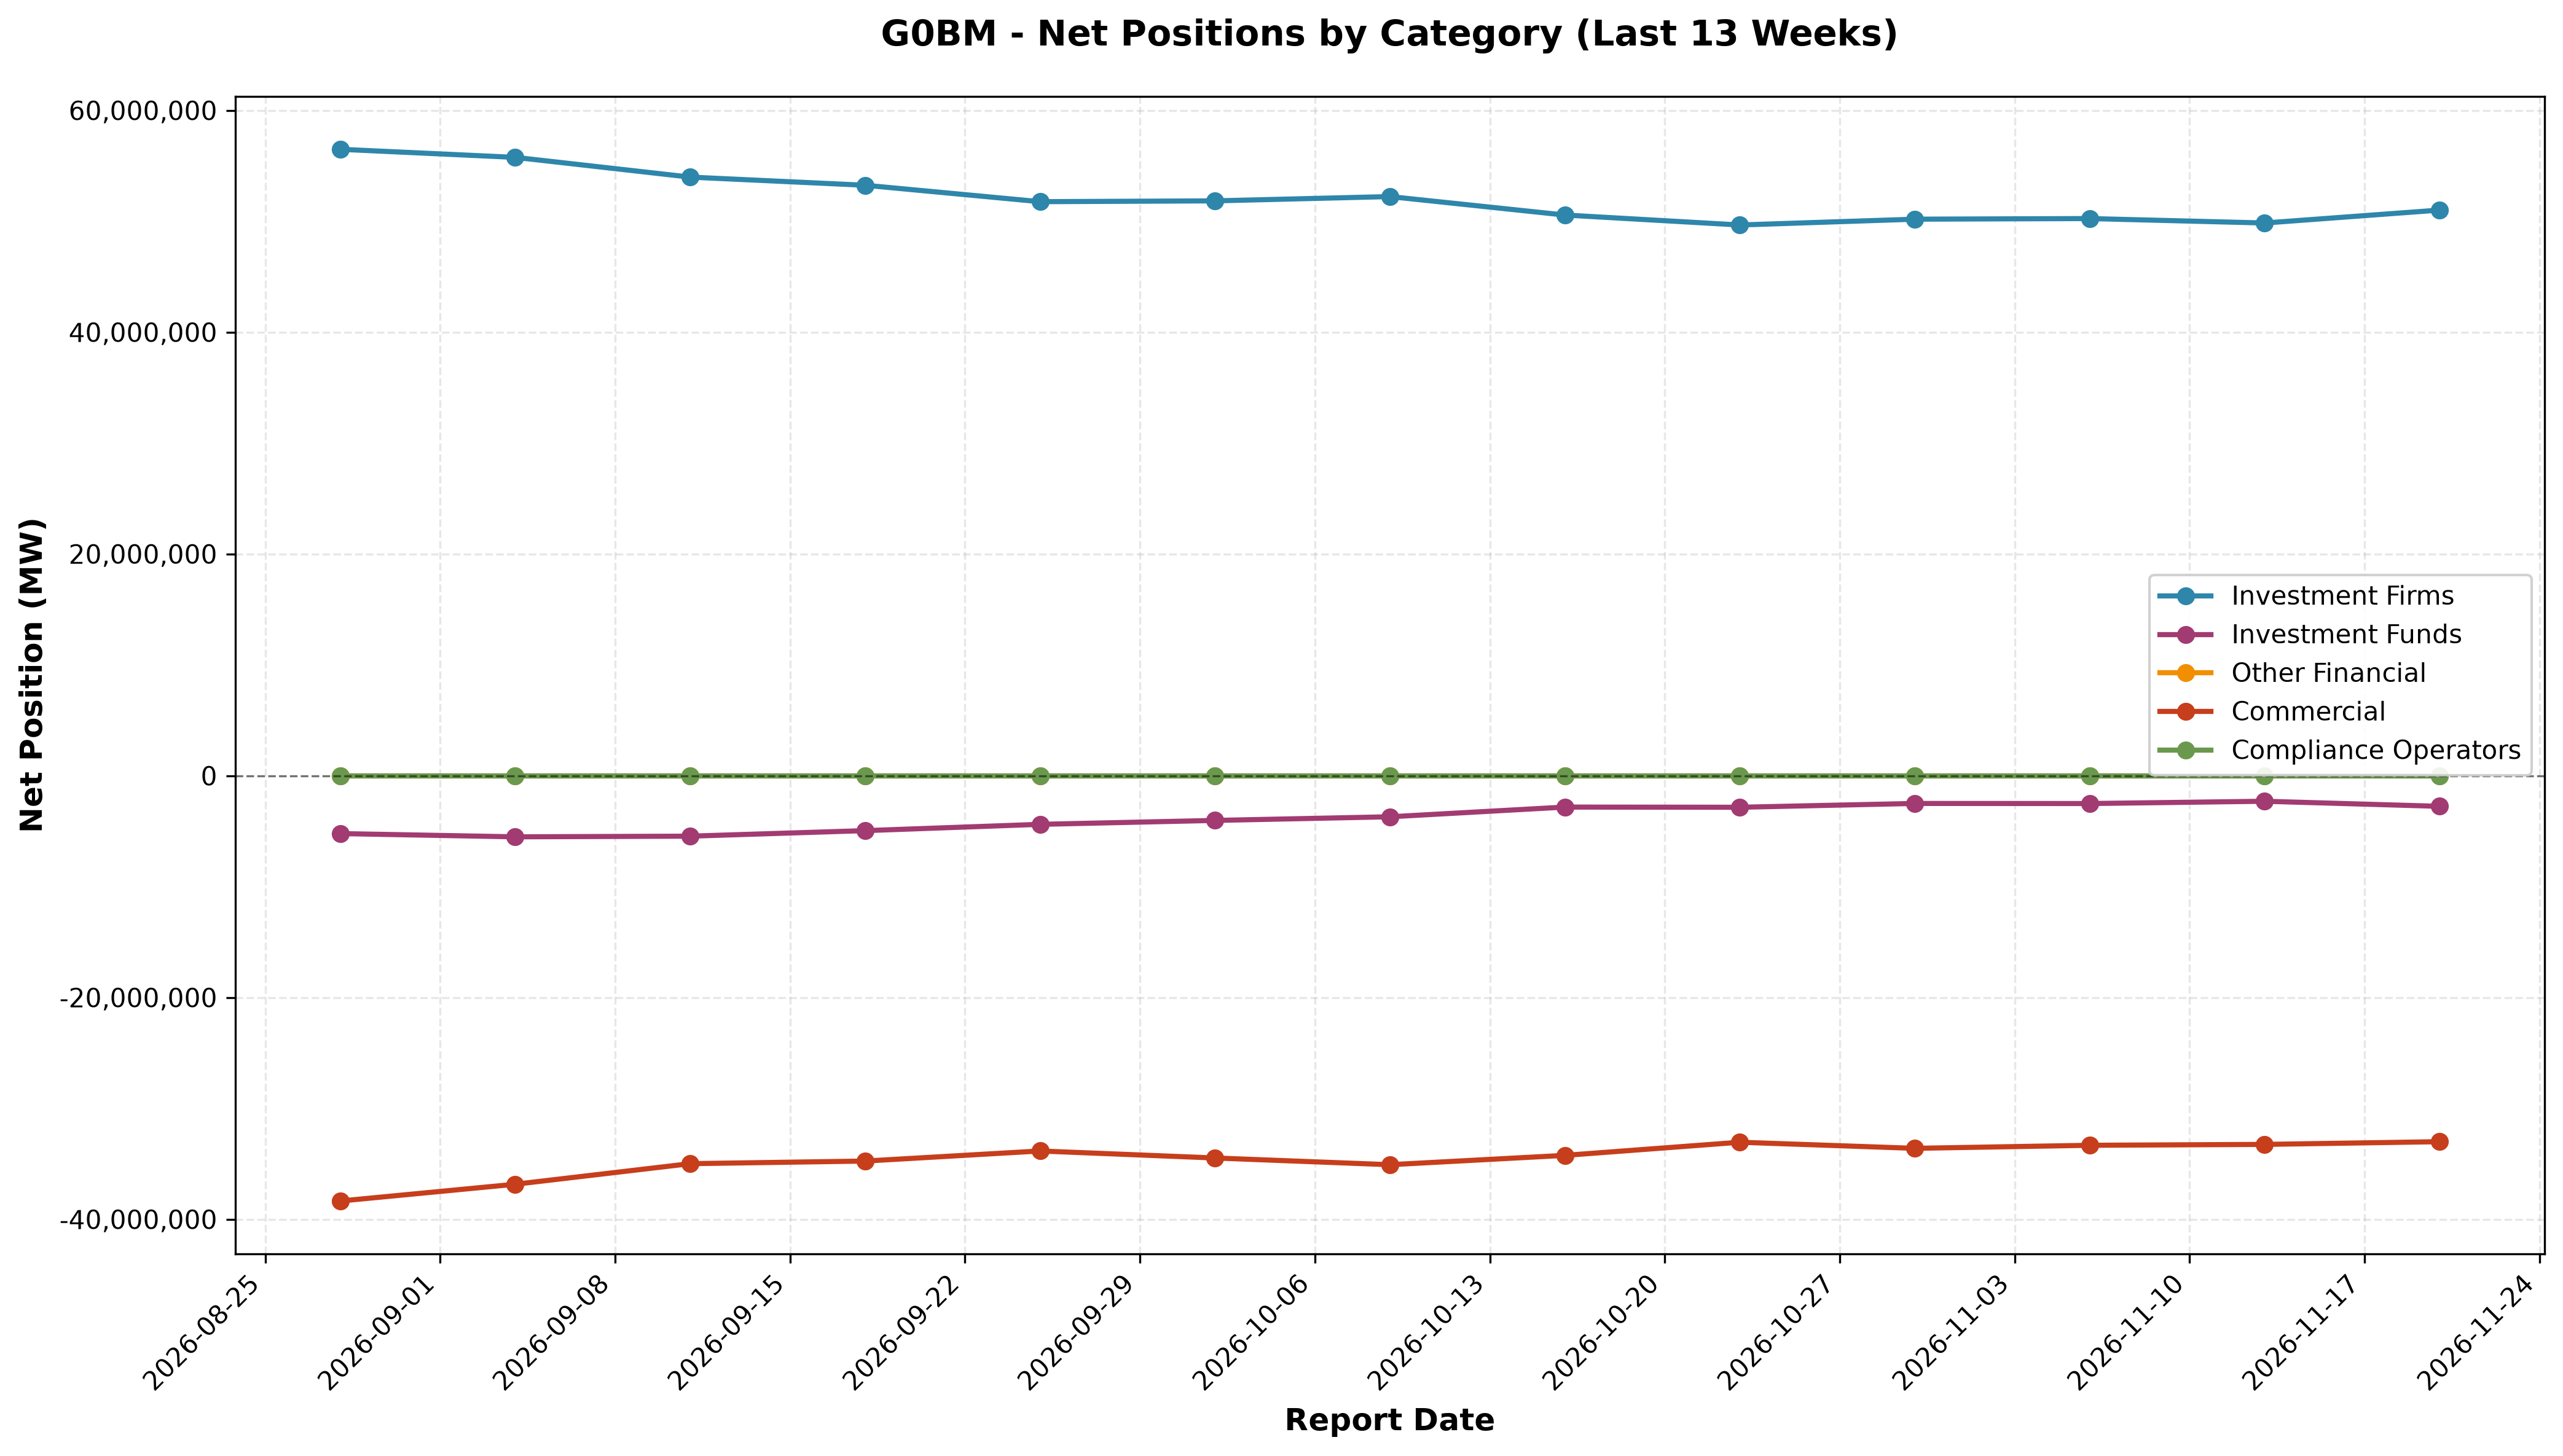 G0BM - Net Positions by Category (Last 13 Weeks)
Net Position (MW)
60,000,000
40,000,000
20,000,000
0
-20,000,000
-40,000,000
Investment Firms
Investment Funds
Other Financial
Commercial
Compliance Operators
2026-08-25
2026-09-01
2026-09-08
2026-09-15
2026-09-22
2026-09-29
2026-10-06
2026-10-13
2026-10-20
2026-10-27
2026-11-03
2026-11-10
2026-11-17
2026-11-24
Report Date